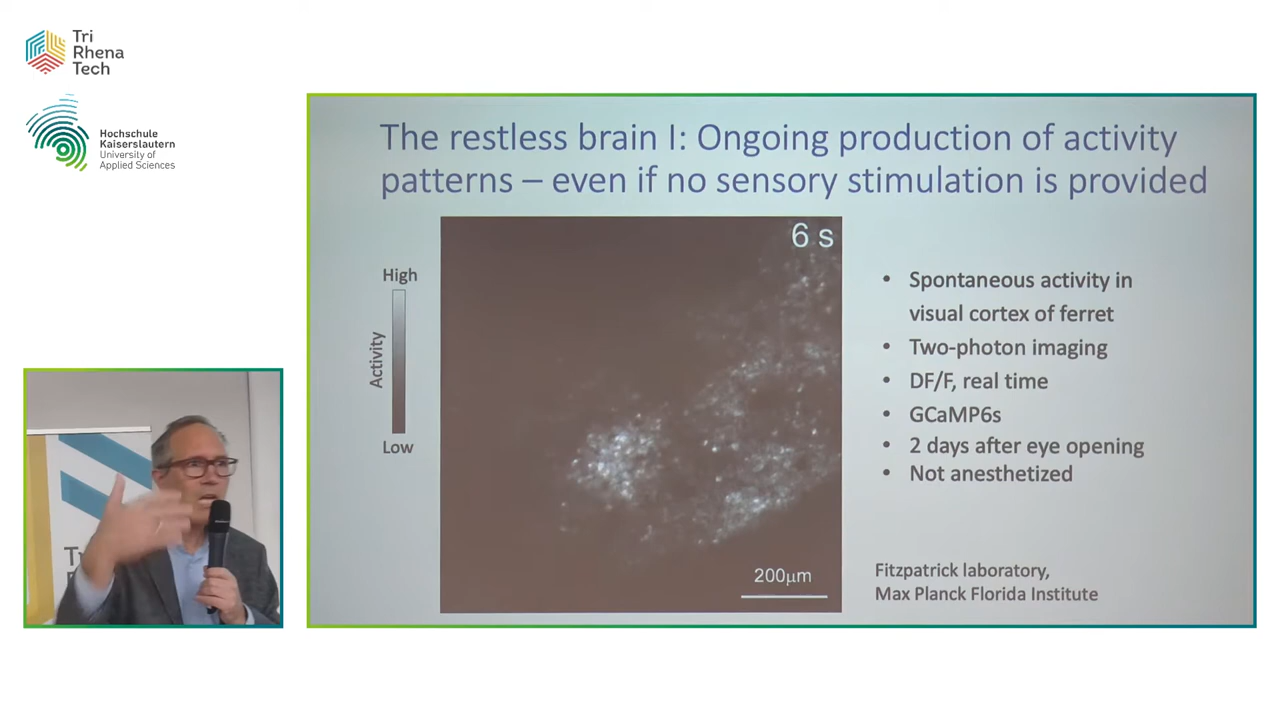 Tri
Rhena
Tech
Hochschule
Kaiserslautern
University of
Applied Sciences
The restless brain I: Ongoing production of activity
patterns – even if no sensory stimulation is provided
6 s
High
Activity
Low
200μm
• Spontaneous activity in
visual cortex of ferret
• Two-photon imaging
• DF/F, real time
• GCaMP6s
• 2 days after eye opening
• Not anesthetized
Fitzpatrick laboratory,
Max Planck Florida Institute